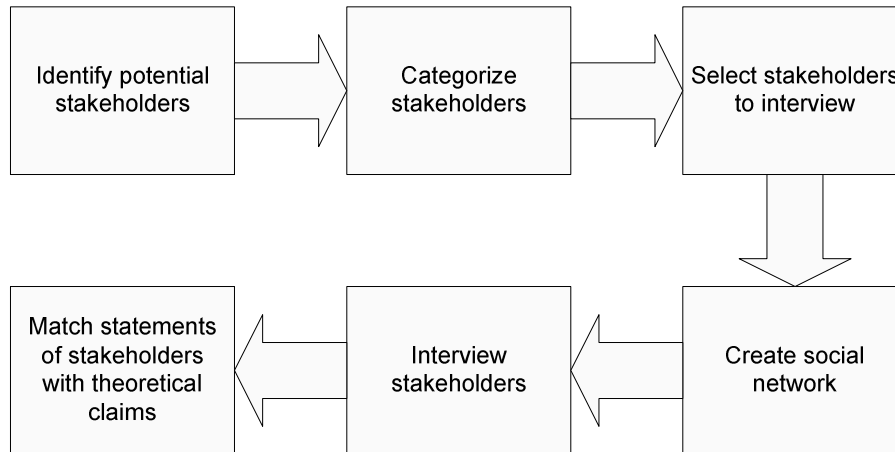 Identify potential
stakeholders
Categorize
stakeholders
Select stakeholders
to interview
Create social
network
Interview
stakeholders
Match statements
of stakeholders
with theoretical
claims